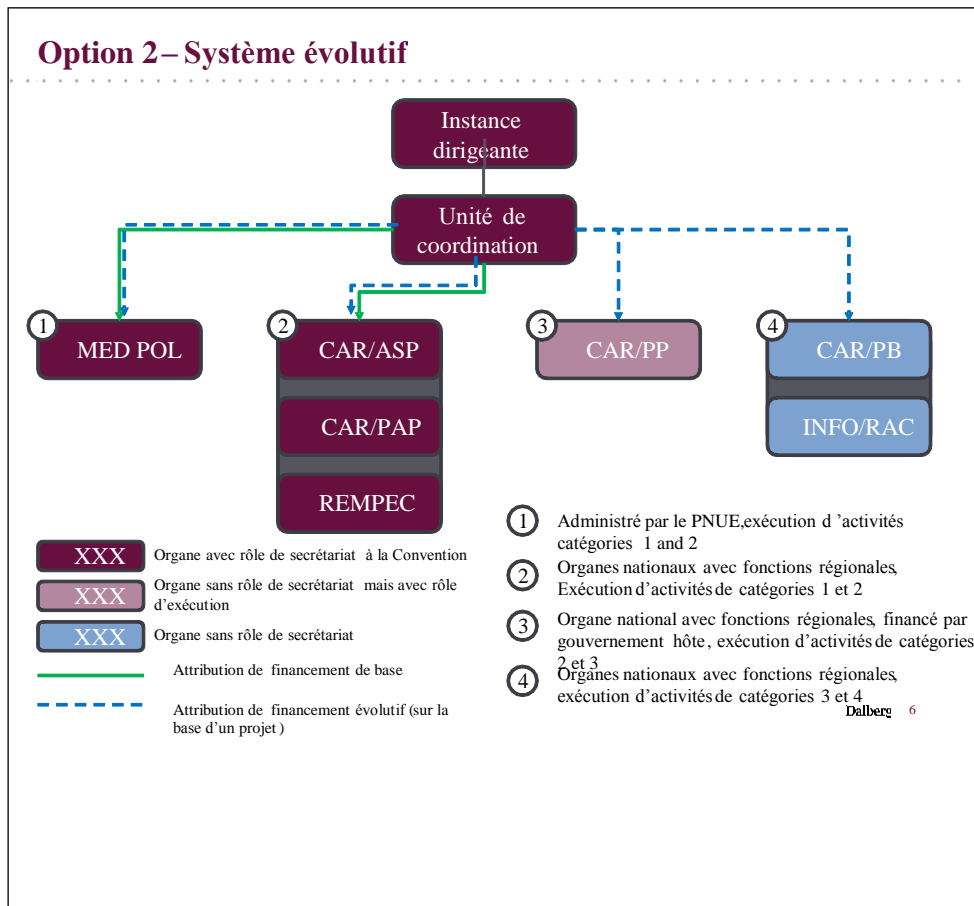 Option 2 – Système évolutif
Instance
dirigeante
Unité de
coordination
1
MED POL
2
CAR/ASP
CAR/PAP
REMPEC
3
CAR/PP
4
CAR/PB
INFO/RAC
XXX
Organe avec rôle de secrétariat à la Convention
XXX
Organe sans rôle de secrétariat mais avec rôle
d'exécution
XXX
Organe sans rôle de secrétariat
Attribution de financement de base
Attribution de financement évolutif (sur la
base d'un projet )
1
Administré par le PNUE,exécution d 'activités
catégories 1 and 2
2
Organes nationaux avec fonctions régionales,
Exécution d'activités de catégories 1 et 2
3
Organe national avec fonctions régionales, financé par
gouvernement hôte, exécution d'activités de catégories
2 et 3
4
Organes nationaux avec fonctions régionales,
exécution d'activités de catégories 3 et 4
Dalberg 6